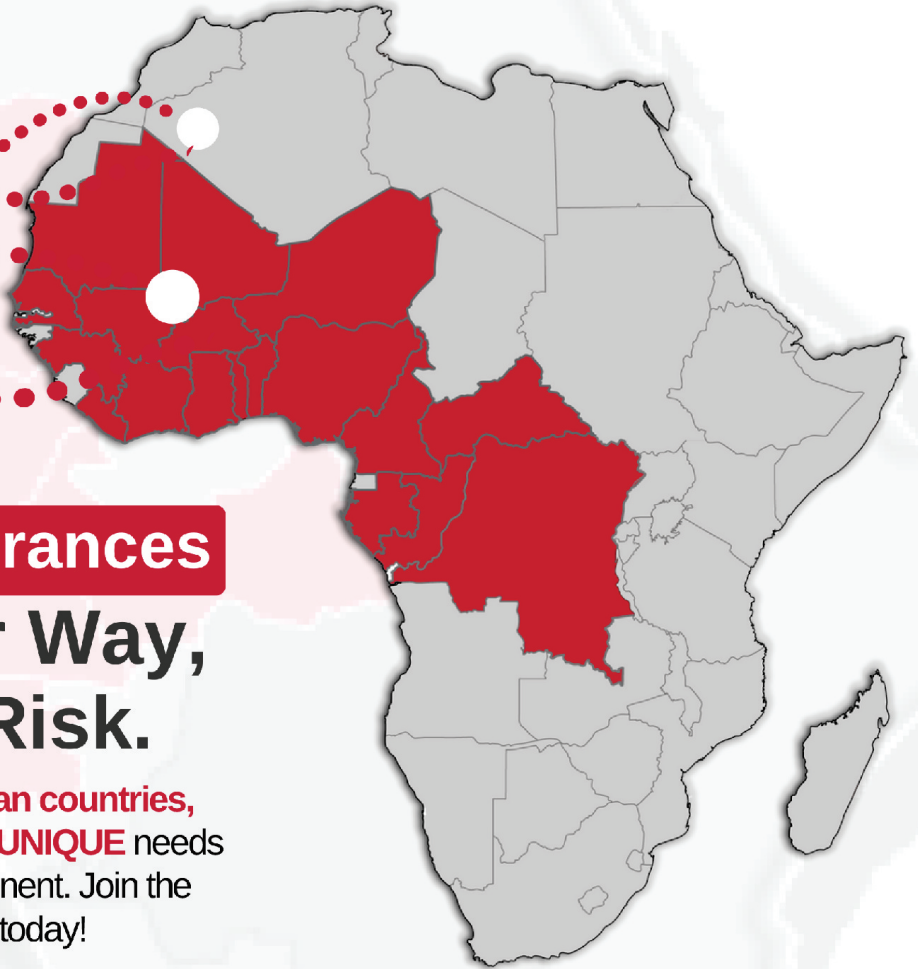 rances
r Way,
Risk.
an countries,
UNIQUE needs
nent. Join the
today!